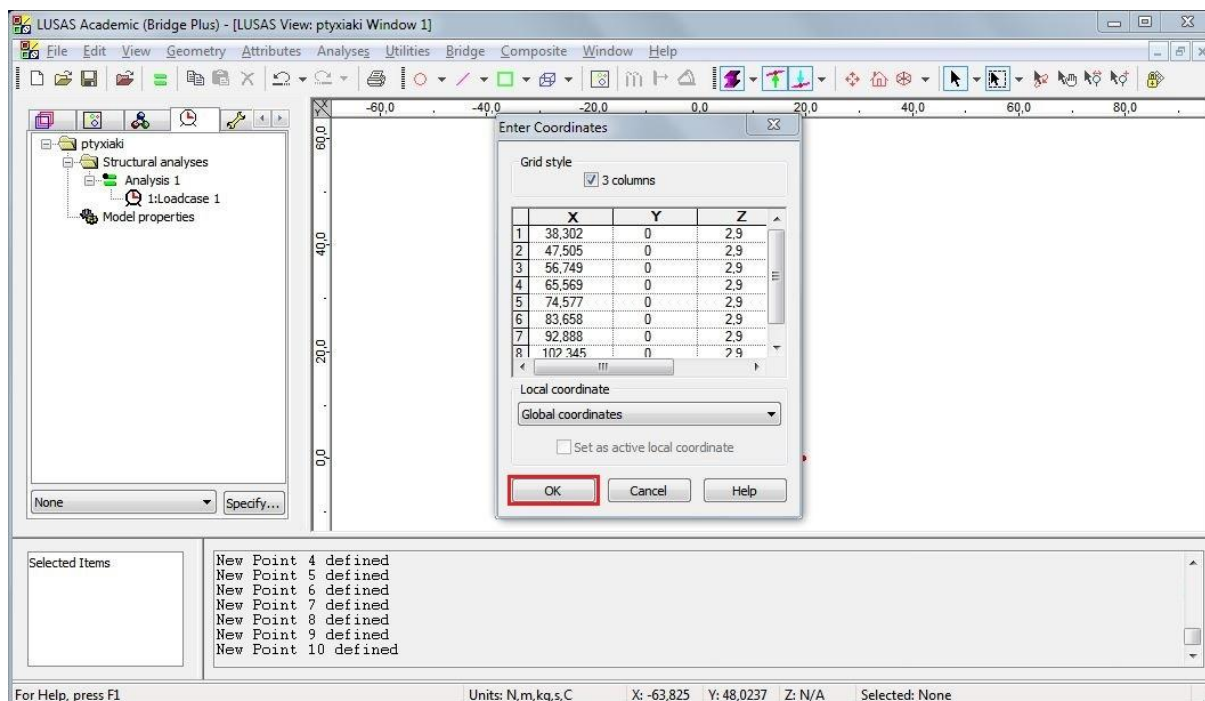 LUSAS Academic (Bridge Plus) - [LUSAS View: ptyxiaki Window 1]
File Edit View Geometry Attributes Analyses Utilities Bridge Composite Window Help
-60,0 -40,0 -20,0 0,0 20,0 40,0 60,0 80,0
60,0
40,0
20,0
0,0
ptyxiaki
Structural analyses
Analysis 1
1:Loadcase 1
Model properties
None Specify...
Enter Coordinates
Grid style
3 columns
X Y Z
1 38,302 0 2,9
2 47,505 0 2,9
3 56,749 0 2,9
4 65,569 0 2,9
5 74,577 0 2,9
6 83,658 0 2,9
7 92,888 0 2,9
8 102,345 0 2,9
Local coordinate
Global coordinates
Set as active local coordinate
OK Cancel Help
Selected Items
New Point 4 defined
New Point 5 defined
New Point 6 defined
New Point 7 defined
New Point 8 defined
New Point 9 defined
New Point 10 defined
For Help, press F1 Units: N,m,kg,s,C X: -63,825 Y: 48,0237 Z: N/A Selected: None